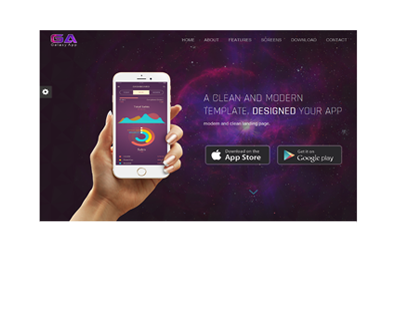 GA
Galaxy App
HOME ABOUT FEATURES SCREENS DOWNLOAD CONTACT
A CLEAN AND MODERN
TEMPLATE, DESIGNED YOUR APP
modern and clean landing page.
Download on the
App Store
Get it on
Google play